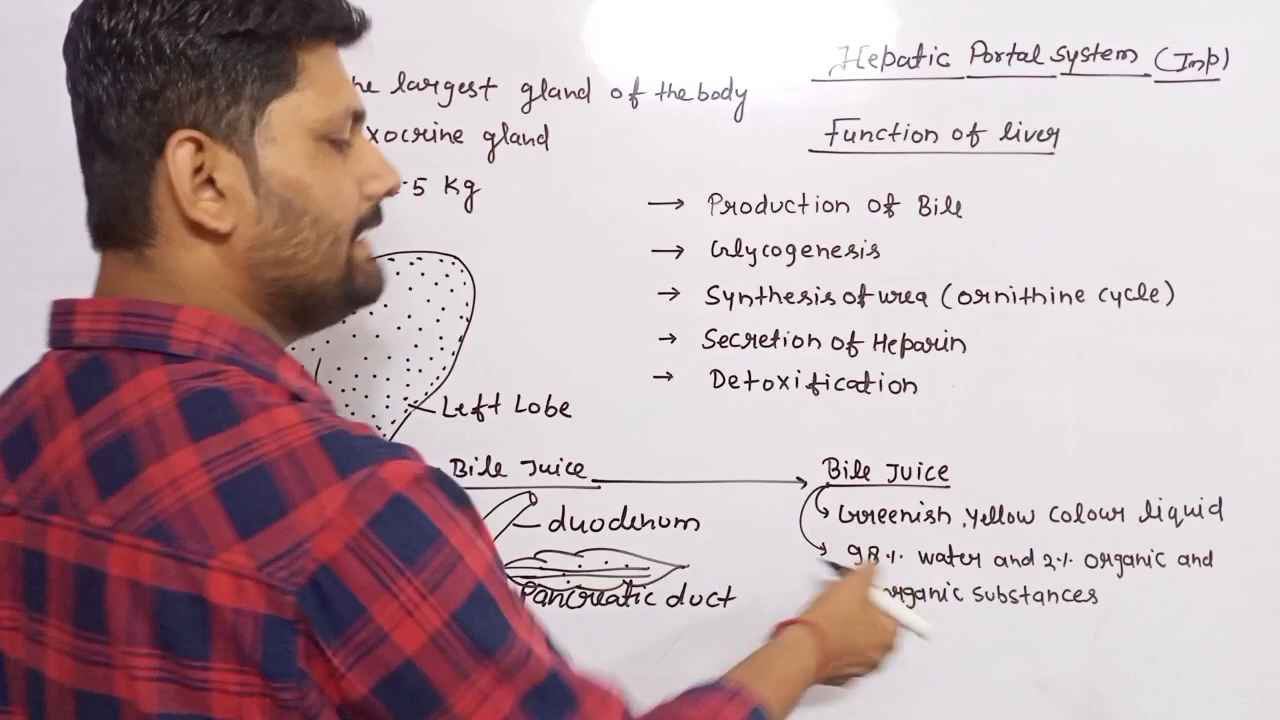 he largest gland of the body
xocrine gland
5 Kg
Left Lobe
Bile Juice
duodenum
Pancreatic duct
Hepatic Portal system (Imp)
Function of liver
→ Production of Bile
→ Glycogenesis
→ Synthesis of urea (ornithine cycle)
→ Secretion of Heparin
→ Detoxification
Bile Juice
Greenish, yellow colour liquid
98% water and 2% organic and
organic substances